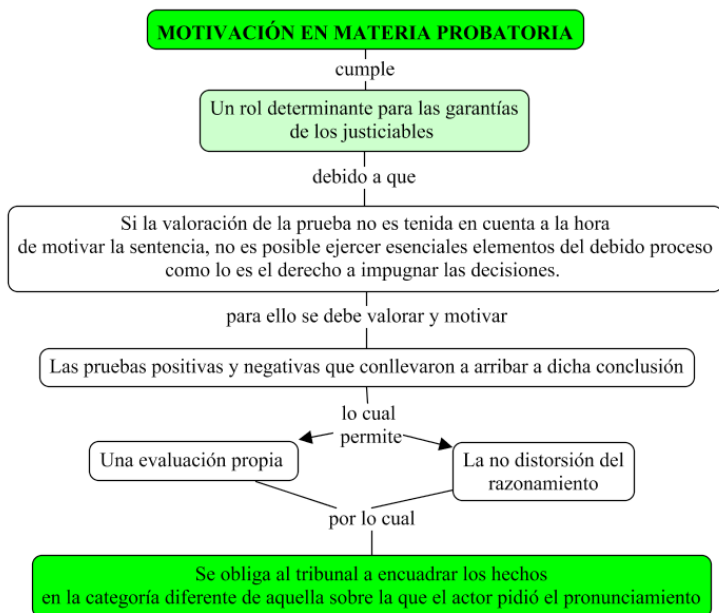 MOTIVACIÓN EN MATERIA PROBATORIA
cumple
Un rol determinante para las garantías
de los justiciables
debido a que
Si la valoración de la prueba no es tenida en cuenta a la hora
de motivar la sentencia, no es posible ejercer esenciales elementos del debido proceso
como lo es el derecho a impugnar las decisiones.
para ello se debe valorar y motivar
Las pruebas positivas y negativas que conllevaron a arribar a dicha conclusión
lo cual
permite
Una evaluación propia
La no distorsión del
razonamiento
por lo cual
Se obliga al tribunal a encuadrar los hechos
en la categoría diferente de aquella sobre la que el actor pidió el pronunciamiento